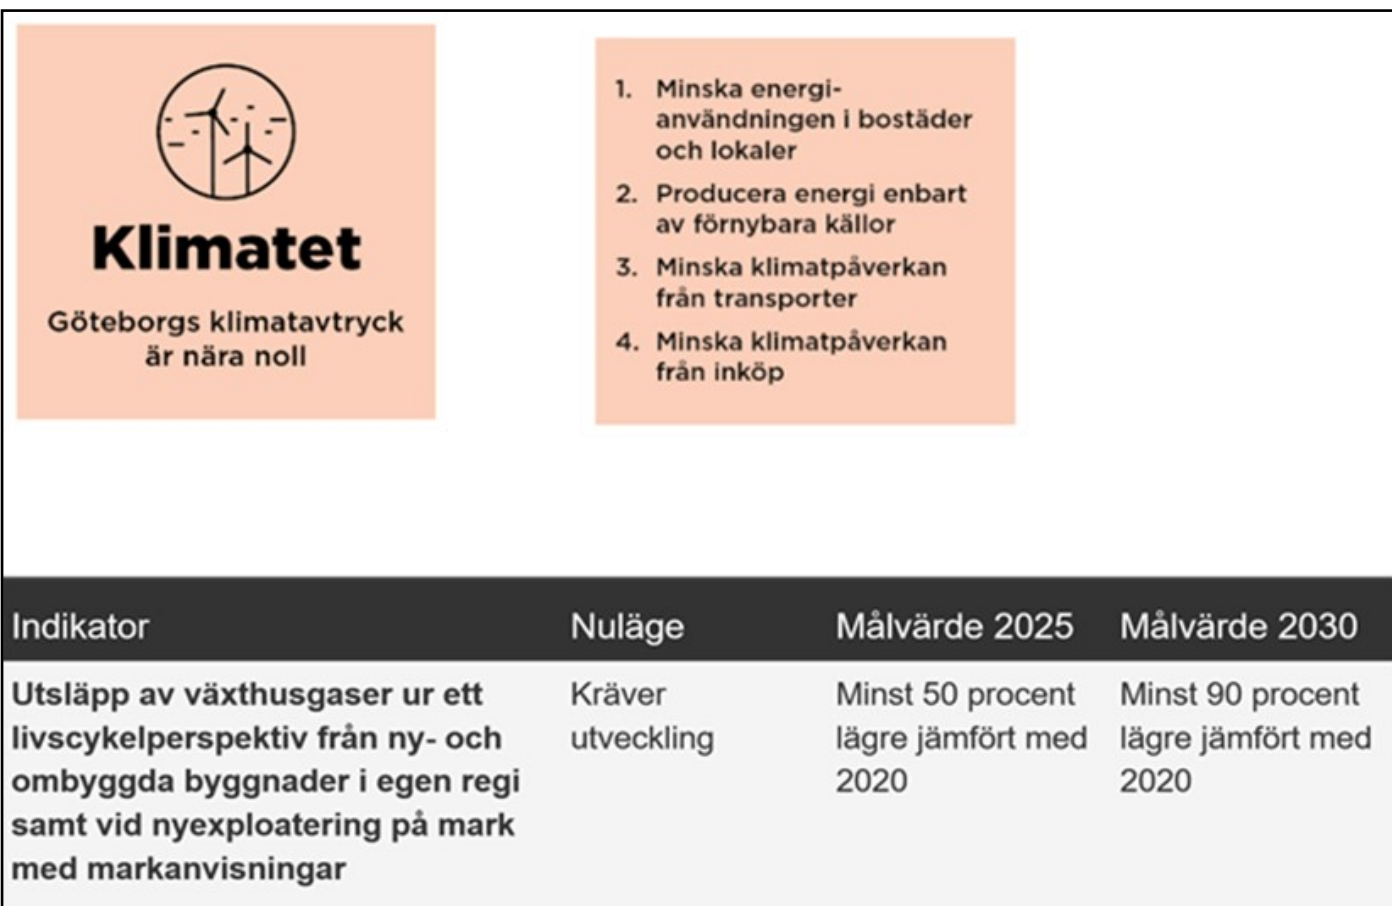 Klimatet
Göteborgs klimatavtryck
är nära noll
1. Minska energi-
användningen i bostäder
och lokaler
2. Producera energi enbart
av förnybara källor
3. Minska klimatpåverkan
från transporter
4. Minska klimatpåverkan
från inköp
Indikator Nuläge Målvärde 2025 Målvärde 2030
Utsläpp av växthusgaser ur ett Kräver Minst 50 procent Minst 90 procent
livscykelperspektiv från ny- och utveckling lägre jämfört med lägre jämfört med
ombyggda byggnader i egen regi 2020 2020
samt vid nyexploatering på mark
med markanvisningar